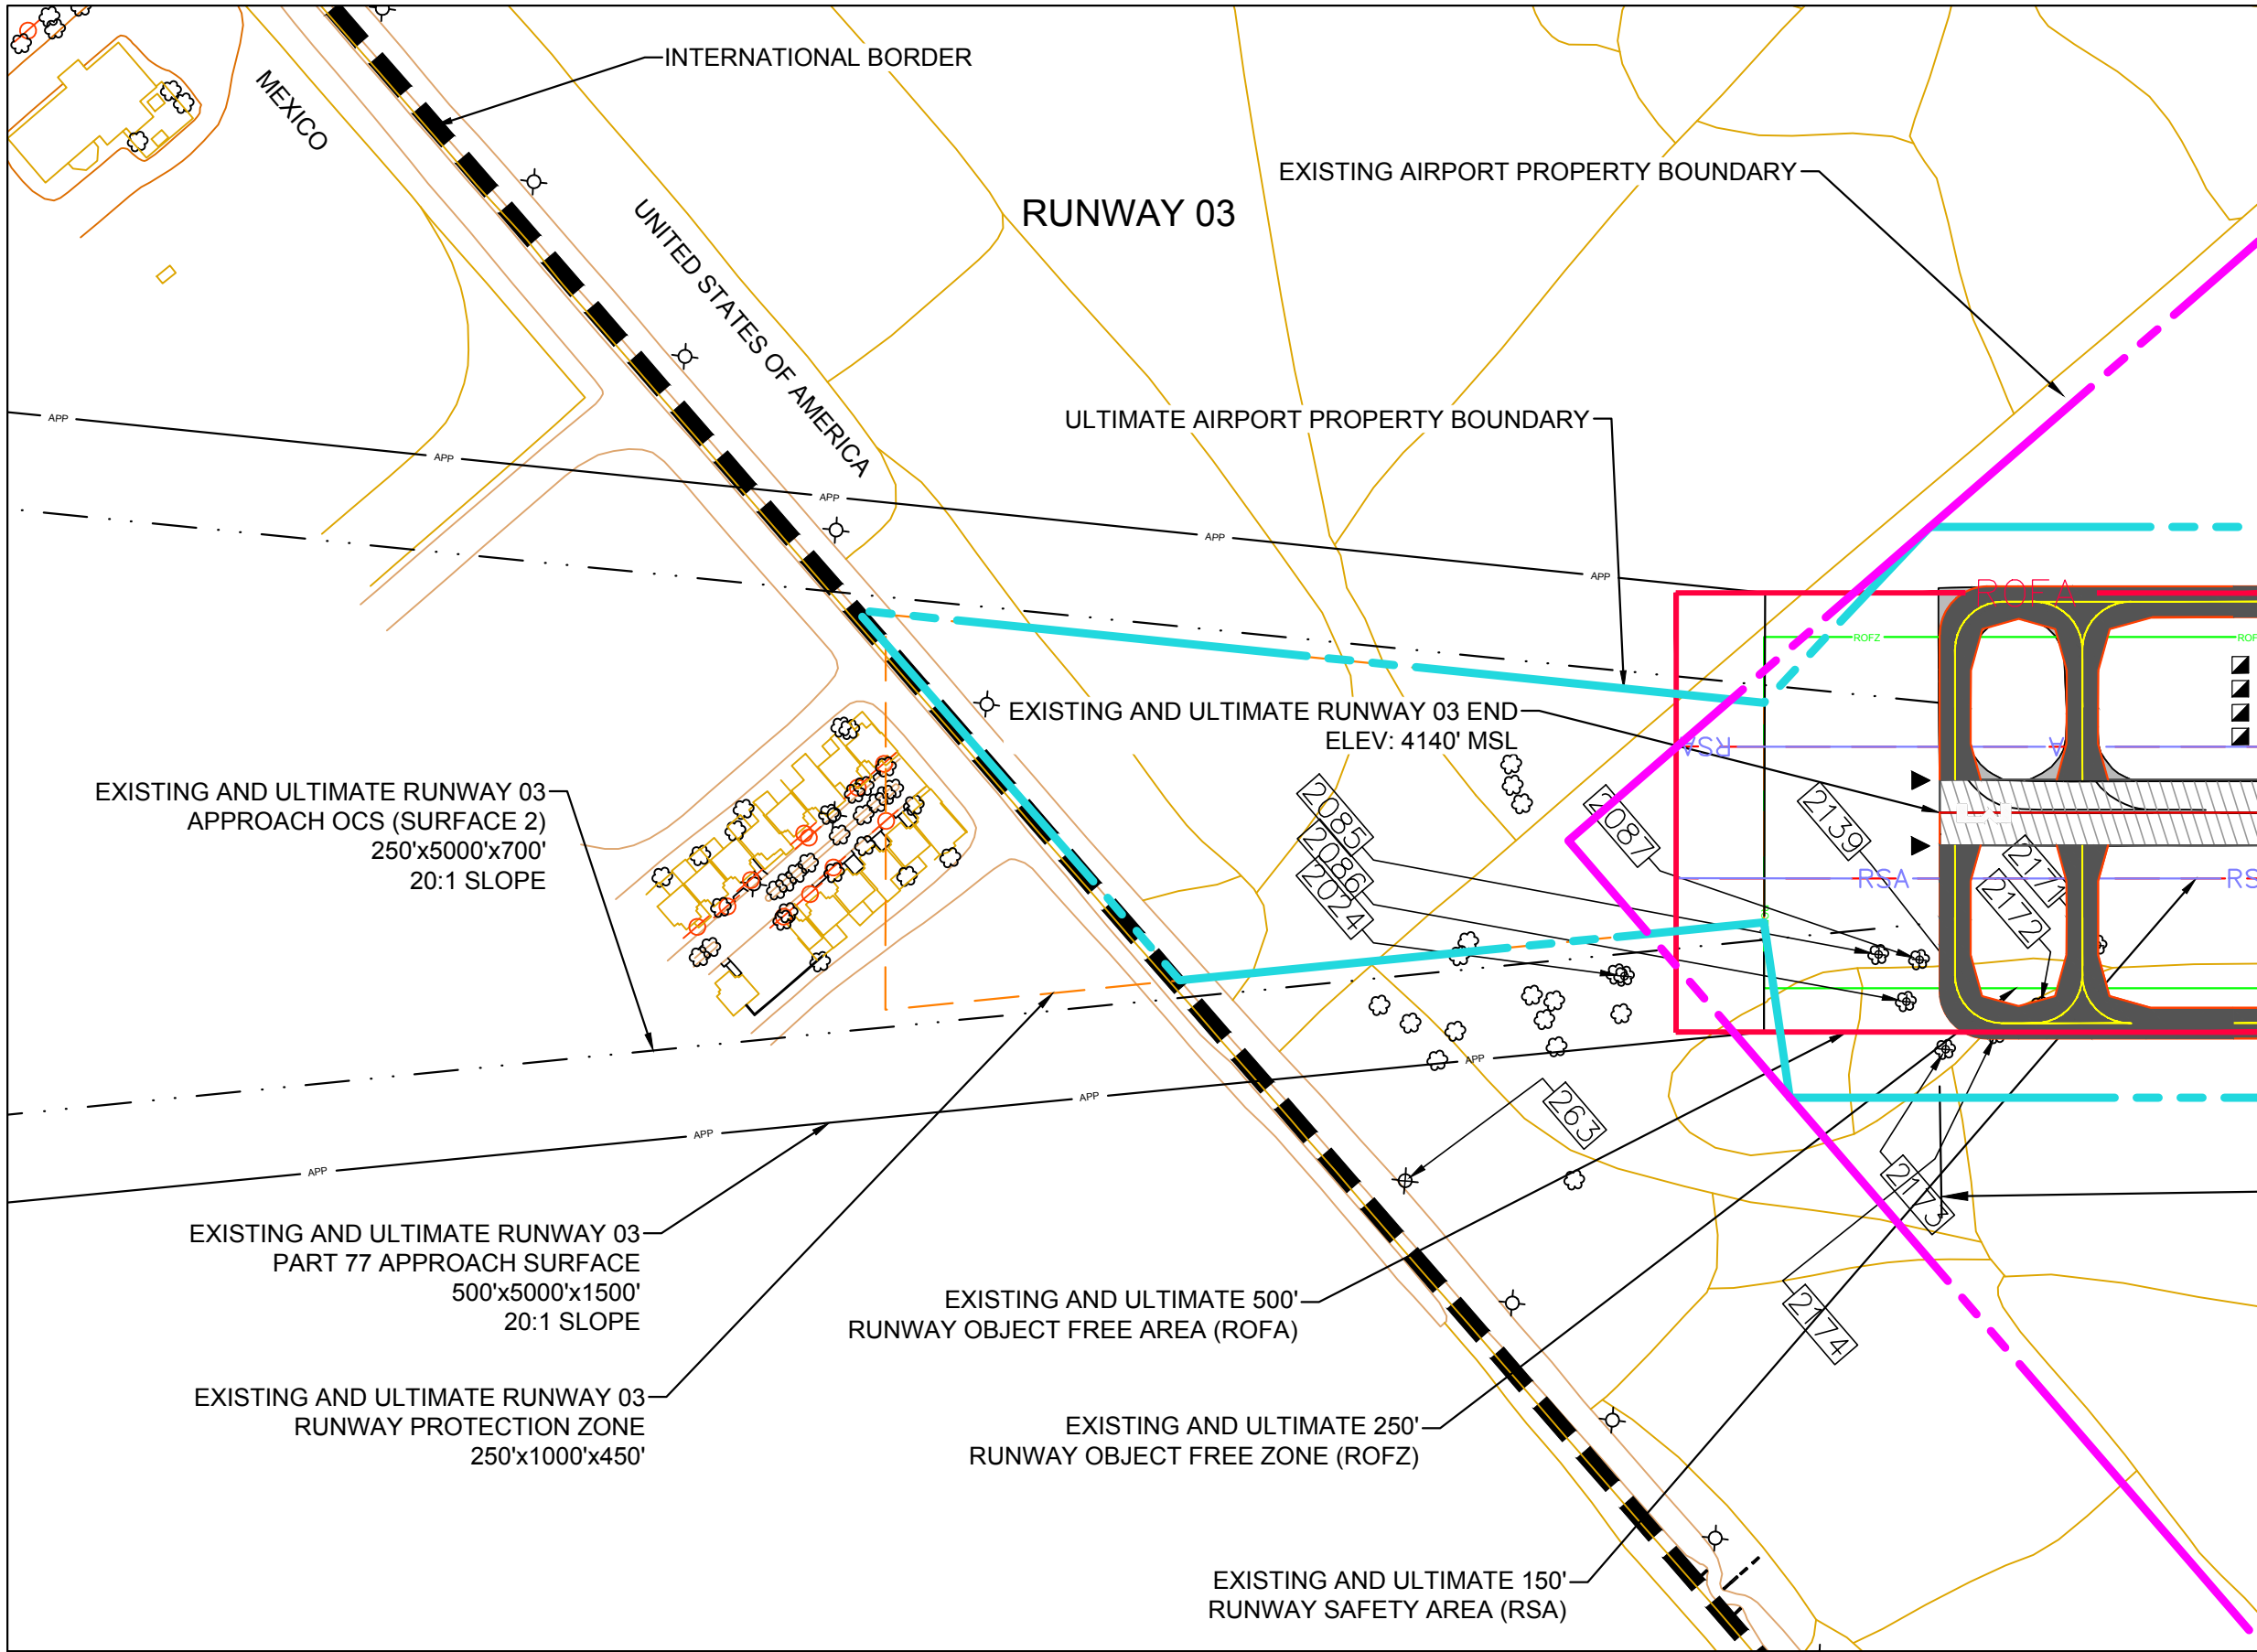 INTERNATIONAL BORDER
MEXICO
UNITED STATES OF AMERICA
RUNWAY 03
EXISTING AIRPORT PROPERTY BOUNDARY
ULTIMATE AIRPORT PROPERTY BOUNDARY
APP
APP
APP
APP
APP
ROFA
ROFZ
EXISTING AND ULTIMATE RUNWAY 03 END
ELEV: 4140' MSL
RSA
2085
2086
2024
2087
2139
2171
2172
RSA
EXISTING AND ULTIMATE RUNWAY 03
APPROACH OCS (SURFACE 2)
250'x5000'x700'
20:1 SLOPE
APP
APP
APP
APP
263
2173
2174
EXISTING AND ULTIMATE RUNWAY 03
PART 77 APPROACH SURFACE
500'x5000'x1500'
20:1 SLOPE
EXISTING AND ULTIMATE 500'
RUNWAY OBJECT FREE AREA (ROFA)
EXISTING AND ULTIMATE RUNWAY 03
RUNWAY PROTECTION ZONE
250'x1000'x450'
EXISTING AND ULTIMATE 250'
RUNWAY OBJECT FREE ZONE (ROFZ)
EXISTING AND ULTIMATE 150'
RUNWAY SAFETY AREA (RSA)